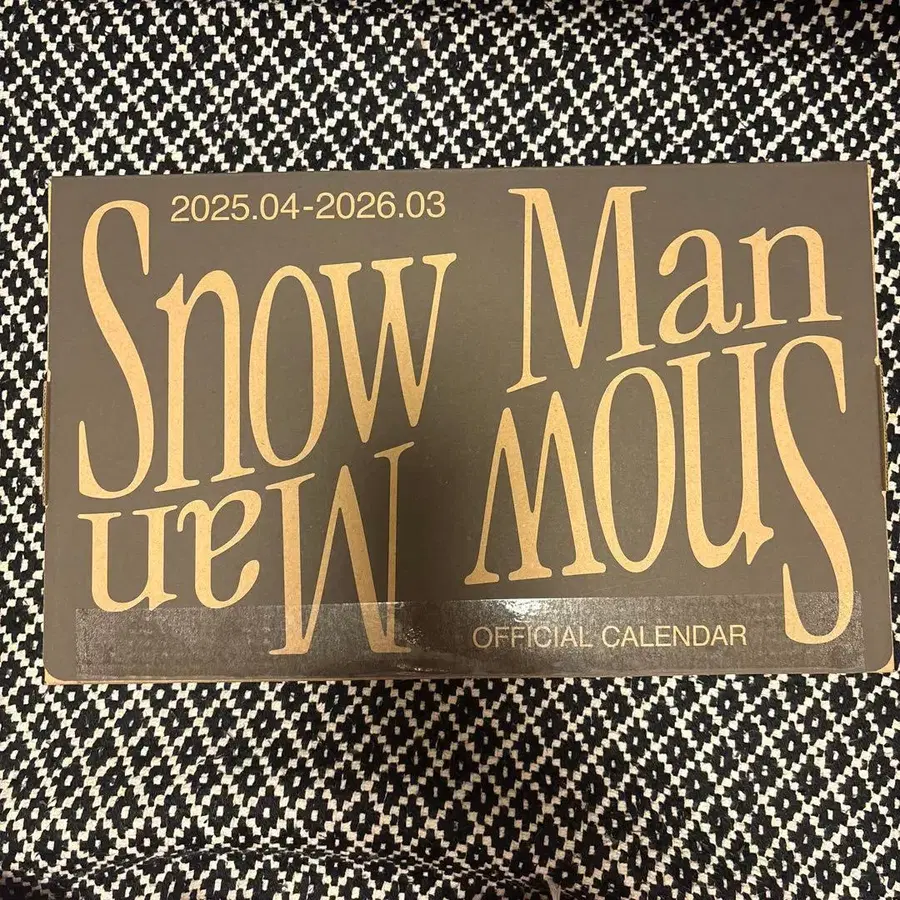 2025.04-2026.03
Snow Man
Snow Man
OFFICIAL CALENDAR